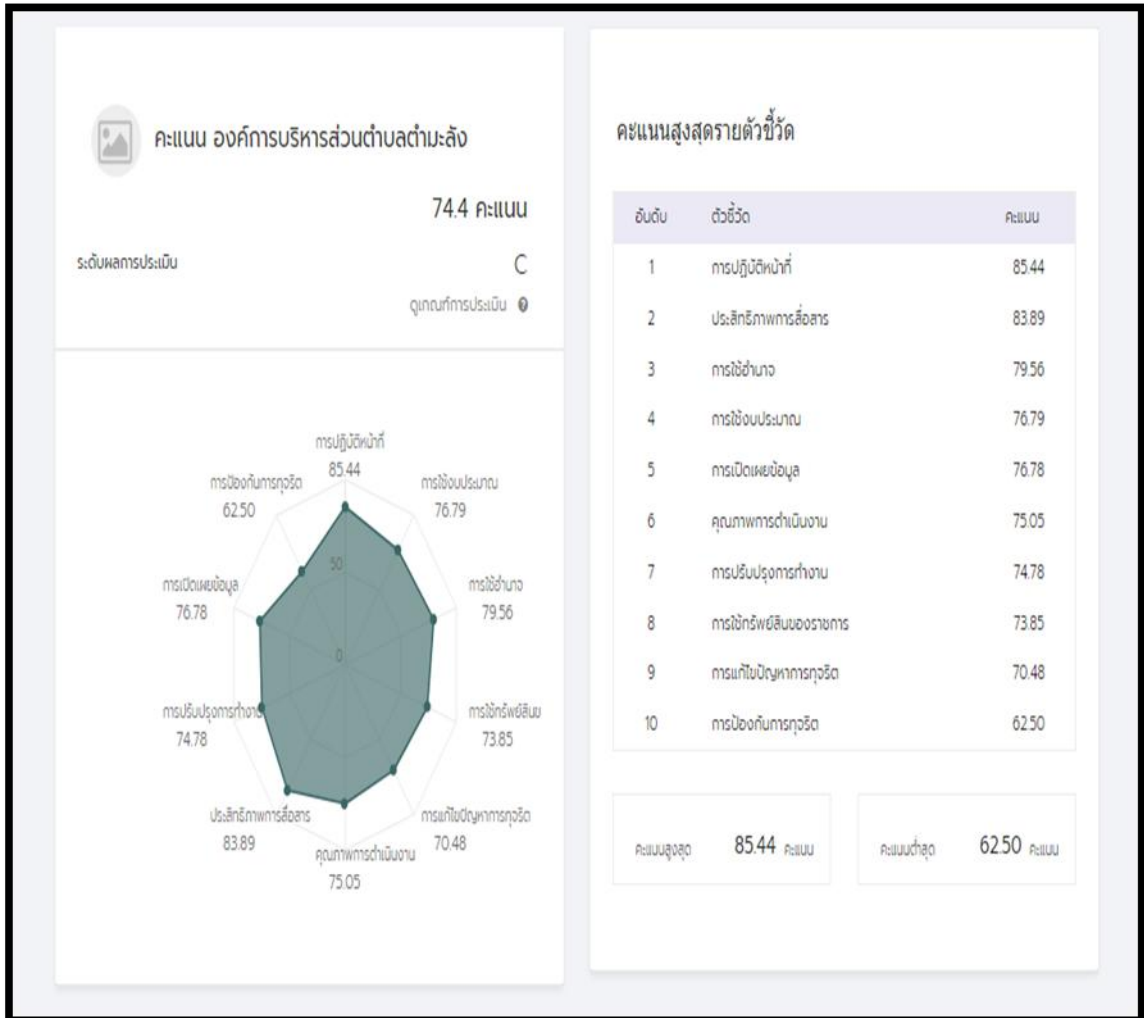 คะแนน องค์การบริหารส่วนตำบลตำมะลัง
74.4 คะแนน
ระดับผลการประเมิน C
ดูเกณฑ์การประเมิน
การปฏิบัติหน้าที่
85.44
การป้องกันการทุจริต
62.50
การใช้งบประมาณ
76.79
50
การเปิดเผยข้อมูล
76.78
การใช้อำนาจ
79.56
0
การปรับปรุงการทำงาน
74.78
การใช้ทรัพย์สินข
73.85
ประสิทธิภาพการสื่อสาร
83.89
การแก้ไขปัญหาการทุจริต
70.48
คุณภาพการดำเนินงาน
75.05
คะแนนสูงสุดรายตัวชี้วัด
อันดับ ตัวชี้วัด คะแนน
1 การปฏิบัติหน้าที่ 85.44
2 ประสิทธิภาพการสื่อสาร 83.89
3 การใช้อำนาจ 79.56
4 การใช้งบประมาณ 76.79
5 การเปิดเผยข้อมูล 76.78
6 คุณภาพการดำเนินงาน 75.05
7 การปรับปรุงการทำงาน 74.78
8 การใช้ทรัพย์สินของราชการ 73.85
9 การแก้ไขปัญหาการทุจริต 70.48
10 การป้องกันการทุจริต 62.50
คะแนนสูงสุด 85.44 คะแนน
คะแนนต่ำสุด 62.50 คะแนน